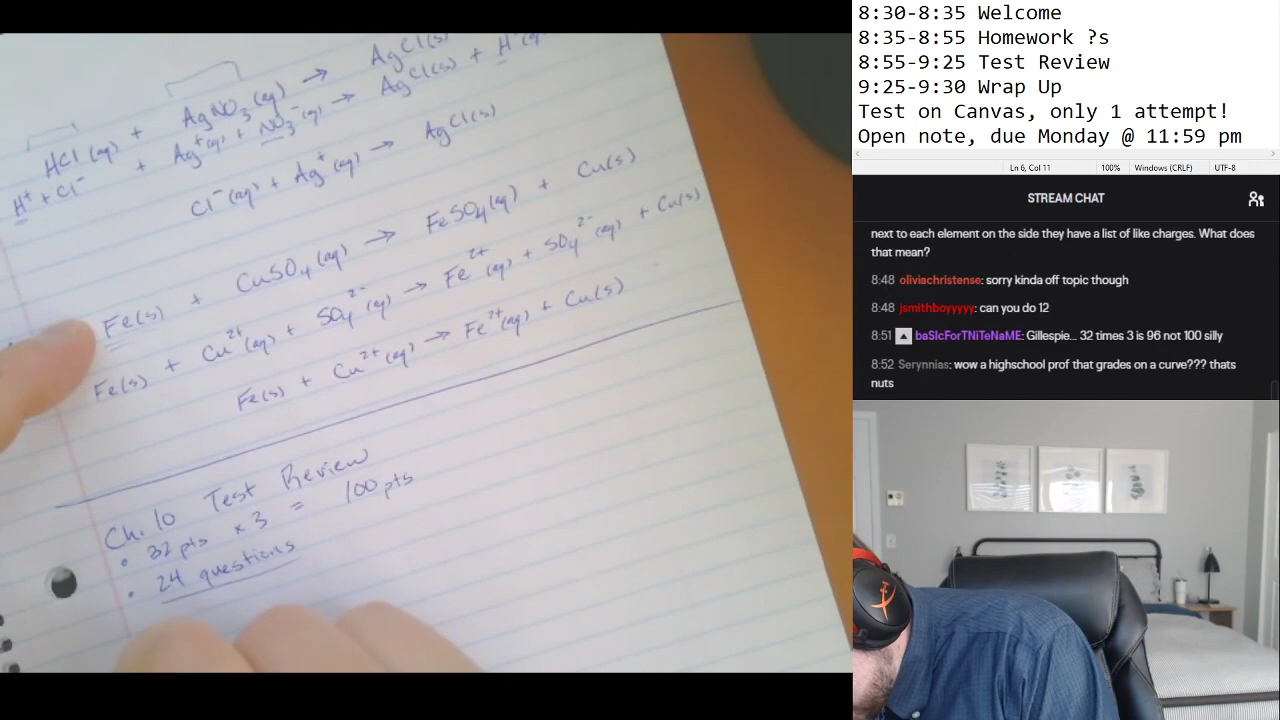 HCl (aq) + AgNO₃ (aq) → AgCl(s)
H⁺ + Cl⁻ + Ag⁺(aq) + NO₃⁻(aq) → AgCl(s) + H⁺(aq)
Cl⁻(aq) + Ag⁺(aq) → AgCl(s)
Fe(s) + CuSO₄(aq) → FeSO₄(aq) + Cu(s)
Fe(s) + Cu²⁺(aq) + SO₄²⁻(aq) → Fe²⁺(aq) + SO₄²⁻(aq) + Cu(s)
Fe(s) + Cu²⁺(aq) → Fe²⁺(aq) + Cu(s)
Ch. 10 Test Review
• 32 pts x 3 = 100 pts
• 24 questions
8:30-8:35 Welcome
8:35-8:55 Homework ?s
8:55-9:25 Test Review
9:25-9:30 Wrap Up
Test on Canvas, only 1 attempt!
Open note, due Monday @ 11:59 pm
Ln 6, Col 11 100% Windows (CRLF) UTF-8
STREAM CHAT
next to each element on the side they have a list of like charges. What does
that mean?
8:48 oliviachristense: sorry kinda off topic though
8:48 jsmithboyyyyy: can you do 12
8:51 baSIcForTNiTeNaME: Gillespie... 32 times 3 is 96 not 100 silly
8:52 Serynnias: wow a highschool prof that grades on a curve??? thats
nuts